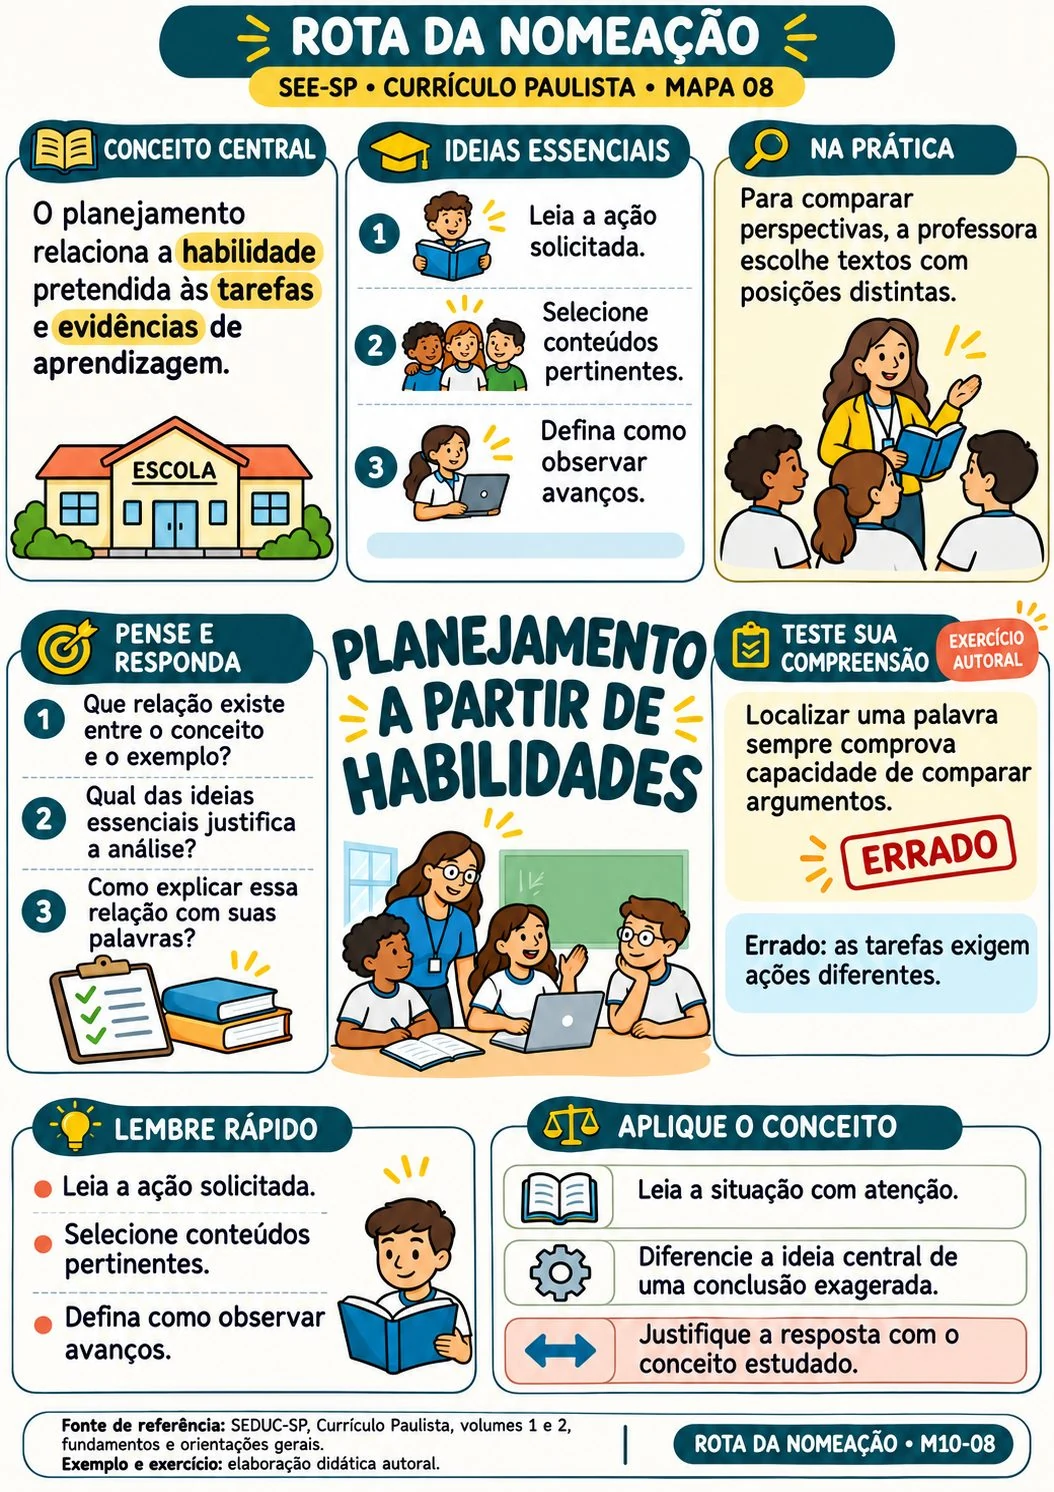 ROTA DA NOMEAÇÃO
SEE-SP • CURRÍCULO PAULISTA • MAPA 08
CONCEITO CENTRAL
O planejamento
relaciona a habilidade
pretendida às tarefas
e evidências de
aprendizagem.
ESCOLA
IDEIAS ESSENCIAIS
1
Leia a ação
solicitada.
2
Selecione
conteúdos
pertinentes.
3
Defina como
observar
avanços.
NA PRÁTICA
Para comparar
perspectivas, a professora
escolhe textos com
posições distintas.
PENSE E
RESPONDA
1
Que relação existe
entre o conceito
e o exemplo?
2
Qual das ideias
essenciais justifica
a análise?
3
Como explicar essa
relação com suas
palavras?
PLANEJAMENTO
A PARTIR DE
HABILIDADES
TESTE SUA
COMPREENSÃO
EXERCÍCIO
AUTORAL
Localizar uma palavra
sempre comprova
capacidade de comparar
argumentos.
ERRADO
Errado: as tarefas exigem
ações diferentes.
LEMBRE RÁPIDO
Leia a ação solicitada.
Selecione conteúdos
pertinentes.
Defina como observar
avanços.
APLIQUE O CONCEITO
Leia a situação com atenção.
Diferencie a ideia central de
uma conclusão exagerada.
Justifique a resposta com o
conceito estudado.
Fonte de referência: SEDUC-SP, Currículo Paulista, volumes 1 e 2,
fundamentos e orientações gerais.
Exemplo e exercício: elaboração didática autoral.
ROTA DA NOMEAÇÃO • M10-08